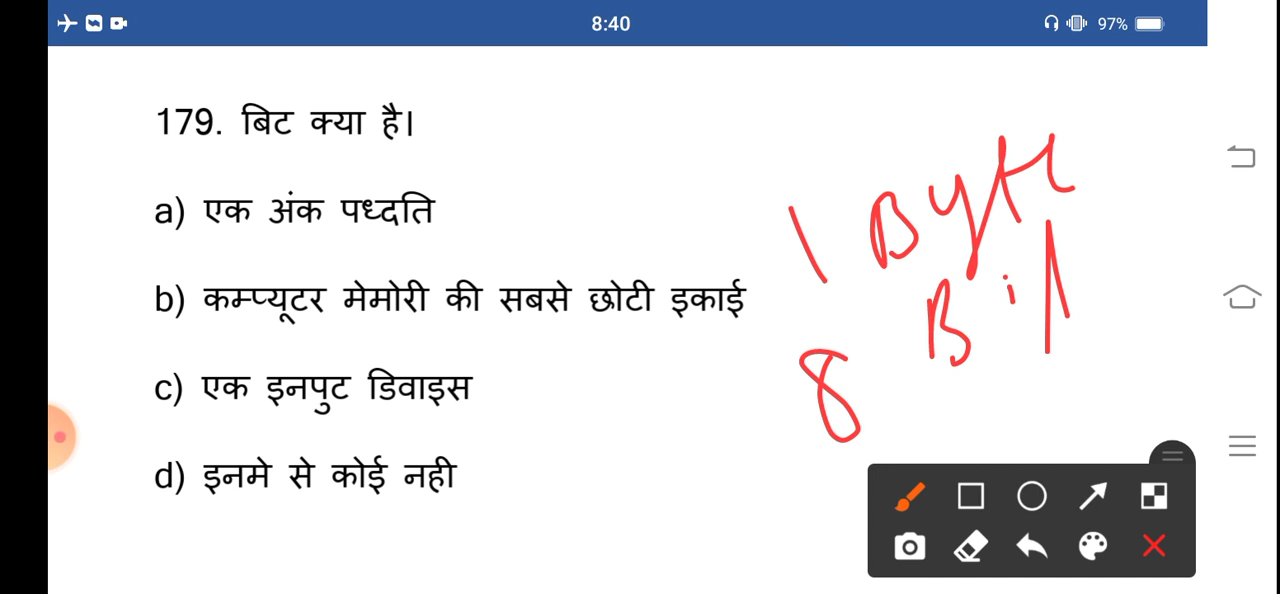 8:40
97%
179. बिट क्या है।
a) एक अंक पध्दति
b) कम्प्यूटर मेमोरी की सबसे छोटी इकाई
c) एक इनपुट डिवाइस
d) इनमे से कोई नही
1 Byte
8 Bit